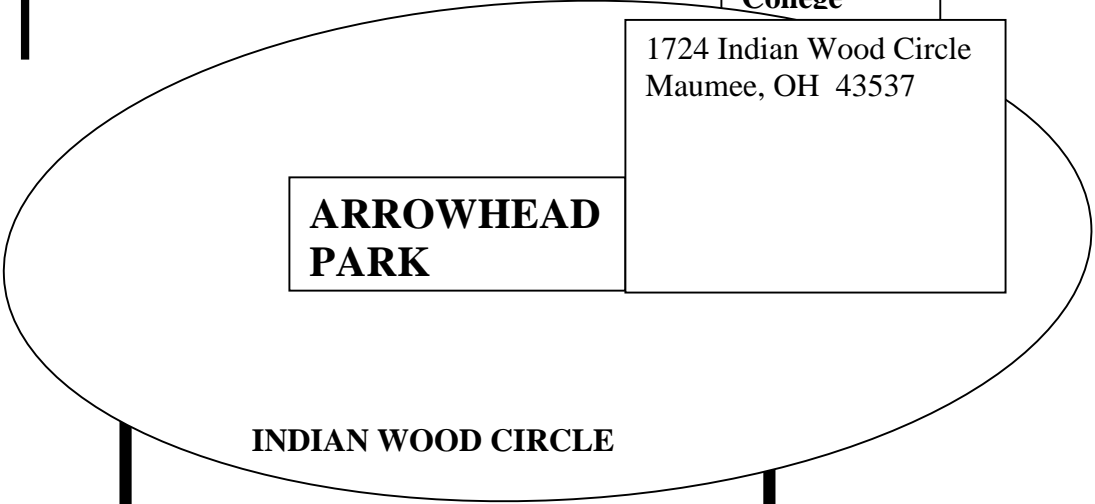 College
1724 Indian Wood Circle
Maumee, OH 43537
ARROWHEAD
PARK
INDIAN WOOD CIRCLE